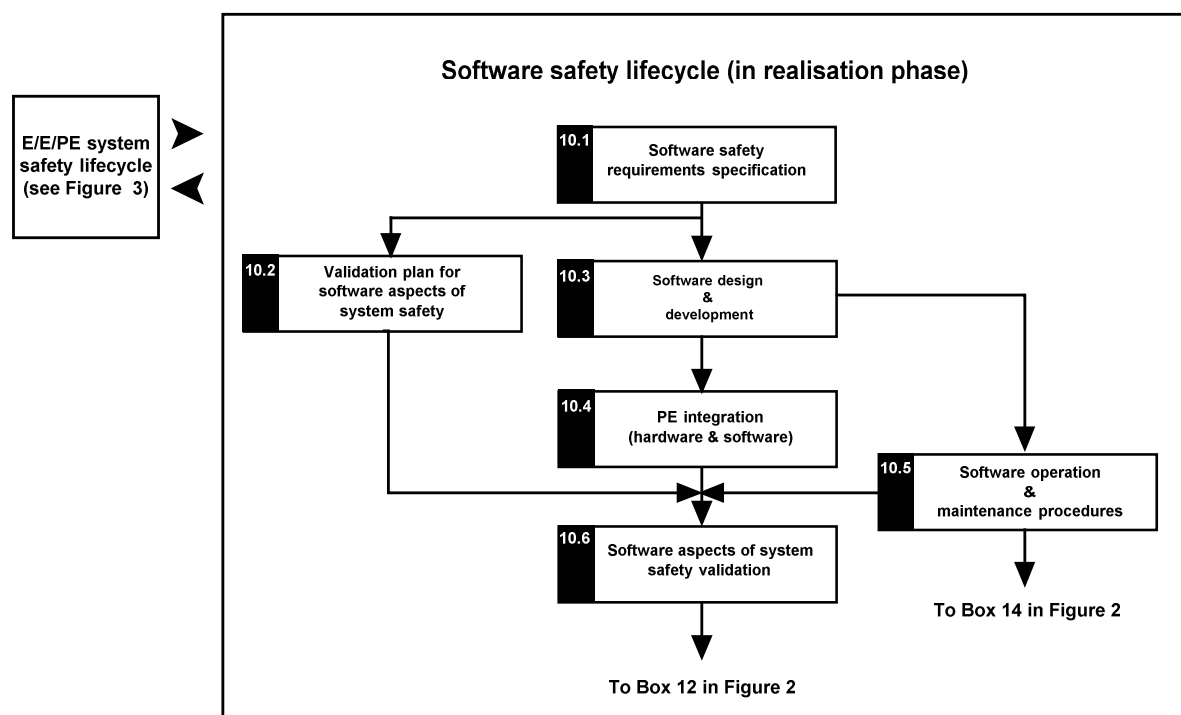 Software safety lifecycle (in realisation phase)
E/E/PE system
safety lifecycle
(see Figure 3)
10.1
Software safety
requirements specification
10.2
Validation plan for
software aspects of
system safety
10.3
Software design
&
development
10.4
PE integration
(hardware & software)
10.5
Software operation
&
maintenance procedures
10.6
Software aspects of system
safety validation
To Box 14 in Figure 2
To Box 12 in Figure 2